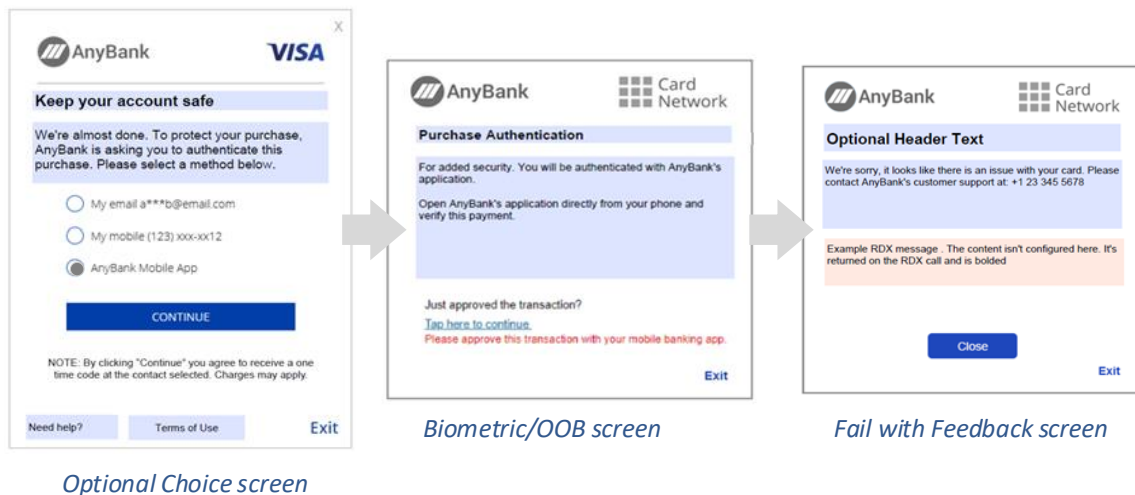 X
AnyBank
VISA
Keep your account safe
We're almost done. To protect your purchase,
AnyBank is asking you to authenticate this
purchase. Please select a method below.
My email a***b@email.com
My mobile (123) xxx-xx12
AnyBank Mobile App
CONTINUE
NOTE: By clicking "Continue" you agree to receive a one
time code at the contact selected. Charges may apply.
Need help?
Terms of Use
Exit
Optional Choice screen
AnyBank
Card
Network
Purchase Authentication
For added security. You will be authenticated with AnyBank's
application.
Open AnyBank's application directly from your phone and
verify this payment.
Just approved the transaction?
Tap here to continue.
Please approve this transaction with your mobile banking app.
Exit
Biometric/OOB screen
AnyBank
Card
Network
Optional Header Text
We're sorry, it looks like there is an issue with your card. Please
contact AnyBank's customer support at: +1 23 345 5678
Example RDX message . The content isn't configured here. It's
returned on the RDX call and is bolded
Close
Exit
Fail with Feedback screen